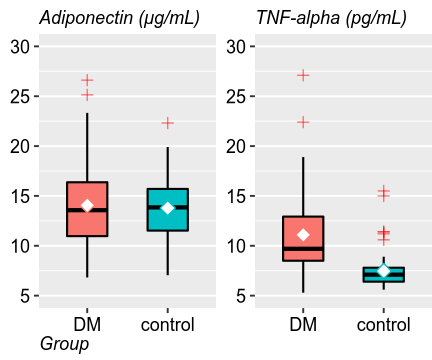 Adiponectin (µg/mL)
30
25
20
15
10
5
DM control
Group
TNF-alpha (pg/mL)
30
25
20
15
10
5
DM control